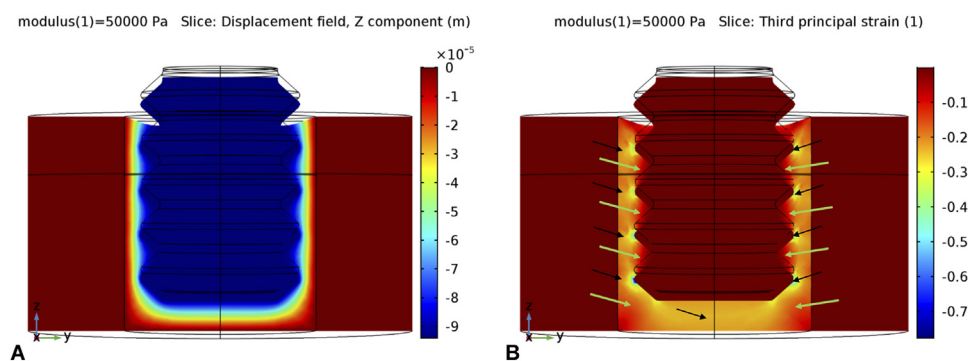 modulus(1)=50000 Pa Slice: Displacement field, Z component (m)
×10⁻⁵
0
-1
-2
-3
-4
-5
-6
-7
-8
-9
z
x y
A
modulus(1)=50000 Pa Slice: Third principal strain (1)
-0.1
-0.2
-0.3
-0.4
-0.5
-0.6
-0.7
z
x y
B